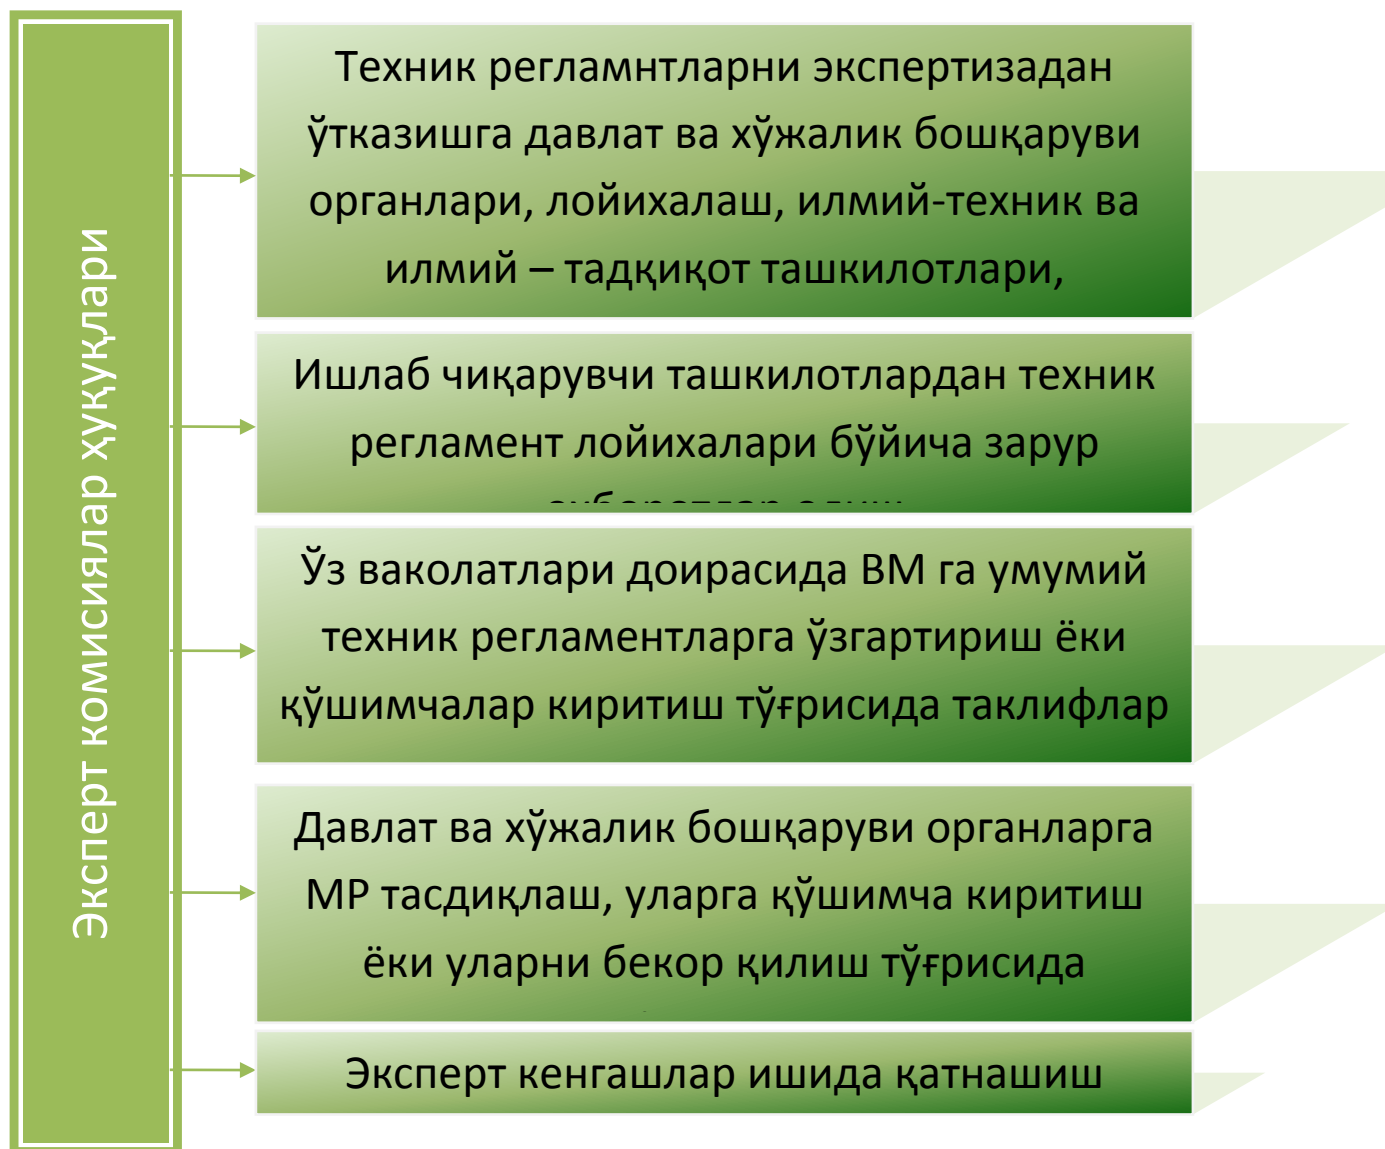 Эксперт комисиялар ҳуқуқлари
Техник регламнтларни экспертизадан
ўтказишга давлат ва хўжалик бошқаруви
органлари, лойихалаш, илмий-техник ва
илмий – тадқиқот ташкилотлари,
Ишлаб чиқарувчи ташкилотлардан техник
регламент лойихалари бўйича зарур
Ўз ваколатлари доирасида ВМ га умумий
техник регламентларга ўзгартириш ёки
қўшимчалар киритиш тўғрисида таклифлар
Давлат ва хўжалик бошқаруви органларга
МР тасдиқлаш, уларга қўшимча киритиш
ёки уларни бекор қилиш тўғрисида
Эксперт кенгашлар ишида қатнашиш